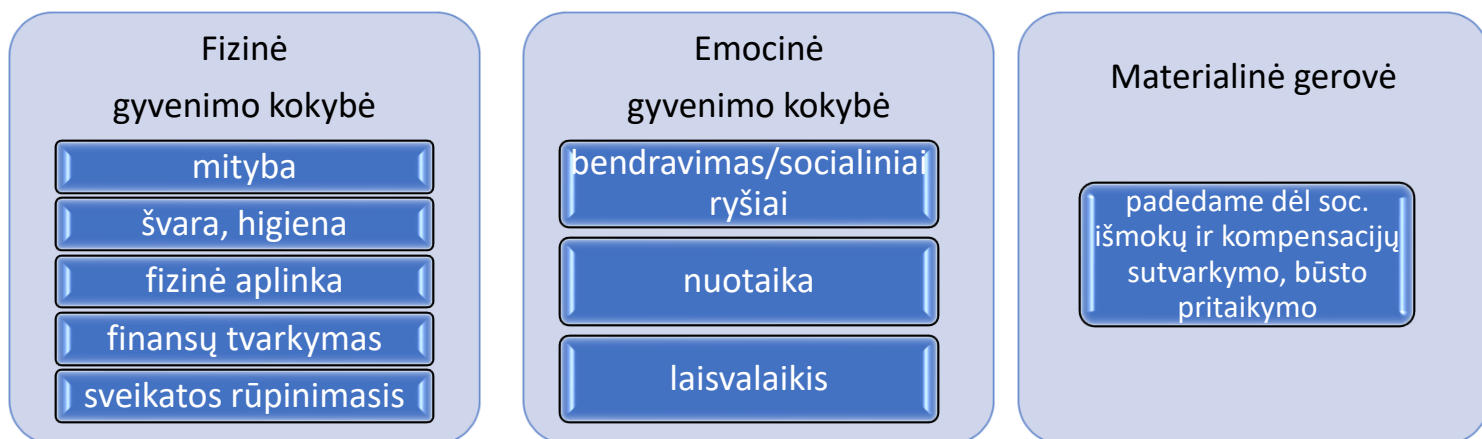 Fizinė
gyvenimo kokybė
mityba
švara, higiena
fizinė aplinka
finansų tvarkymas
sveikatos rūpinimasis
Emocinė
gyvenimo kokybė
bendravimas/socialiniai
ryšiai
nuotaika
laisvalaikis
Materialinė gerovė
padedame dėl soc.
išmokų ir kompensacijų
sutvarkymo, būsto
pritaikymo